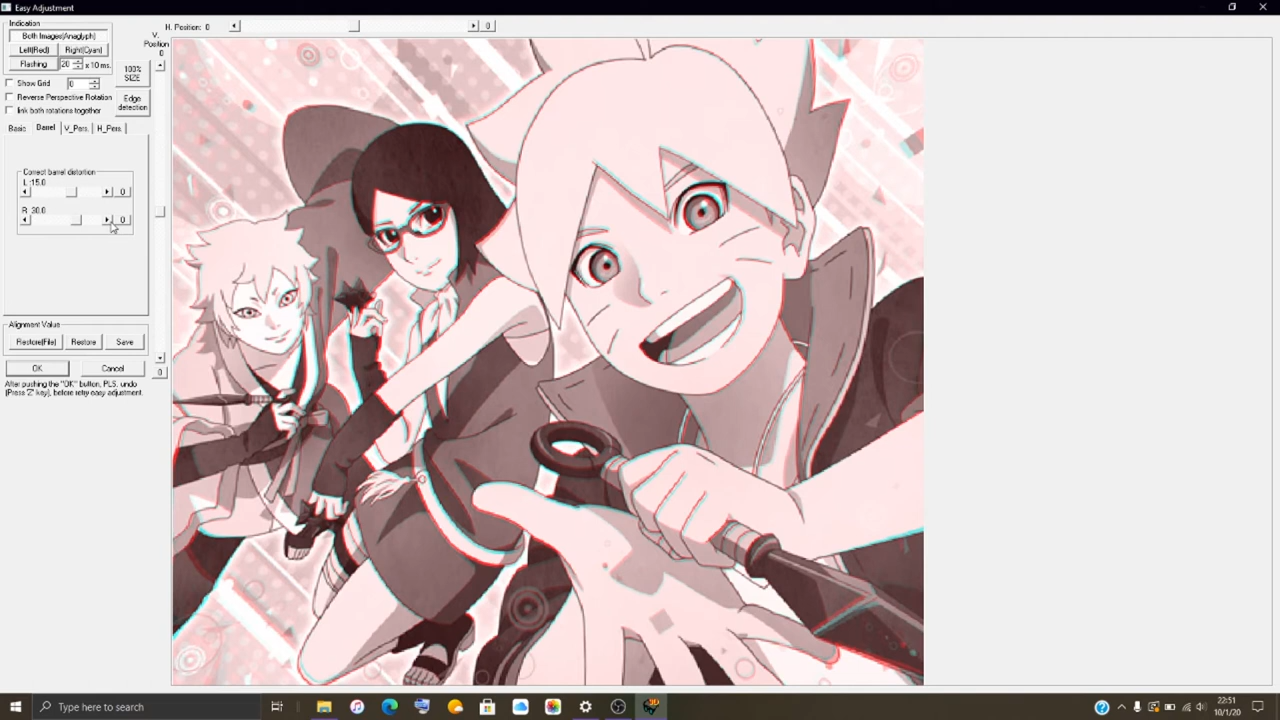 Easy Adjustment
Indication
Both Images(Anaglyph)
Left(Red) Right(Cyan)
Flashing 20 x 10 ms.
Show Grid 0
Reverse Perspective Rotation
link both rotations together
V.
Position
0
100%
SIZE
Edge
detection
H. Position: 0
0
Basic Barrel V_Pers. H_Pers.
Correct barrel distortion
L :15.0
0
R :30.0
0
Alignment Value
Restore(File) Restore Save
OK Cancel
0
After pushing the "OK" button, PLS. undo
(Press 'Z' key), before retry easy adjustment.
Type here to search
22:51
10/1/20